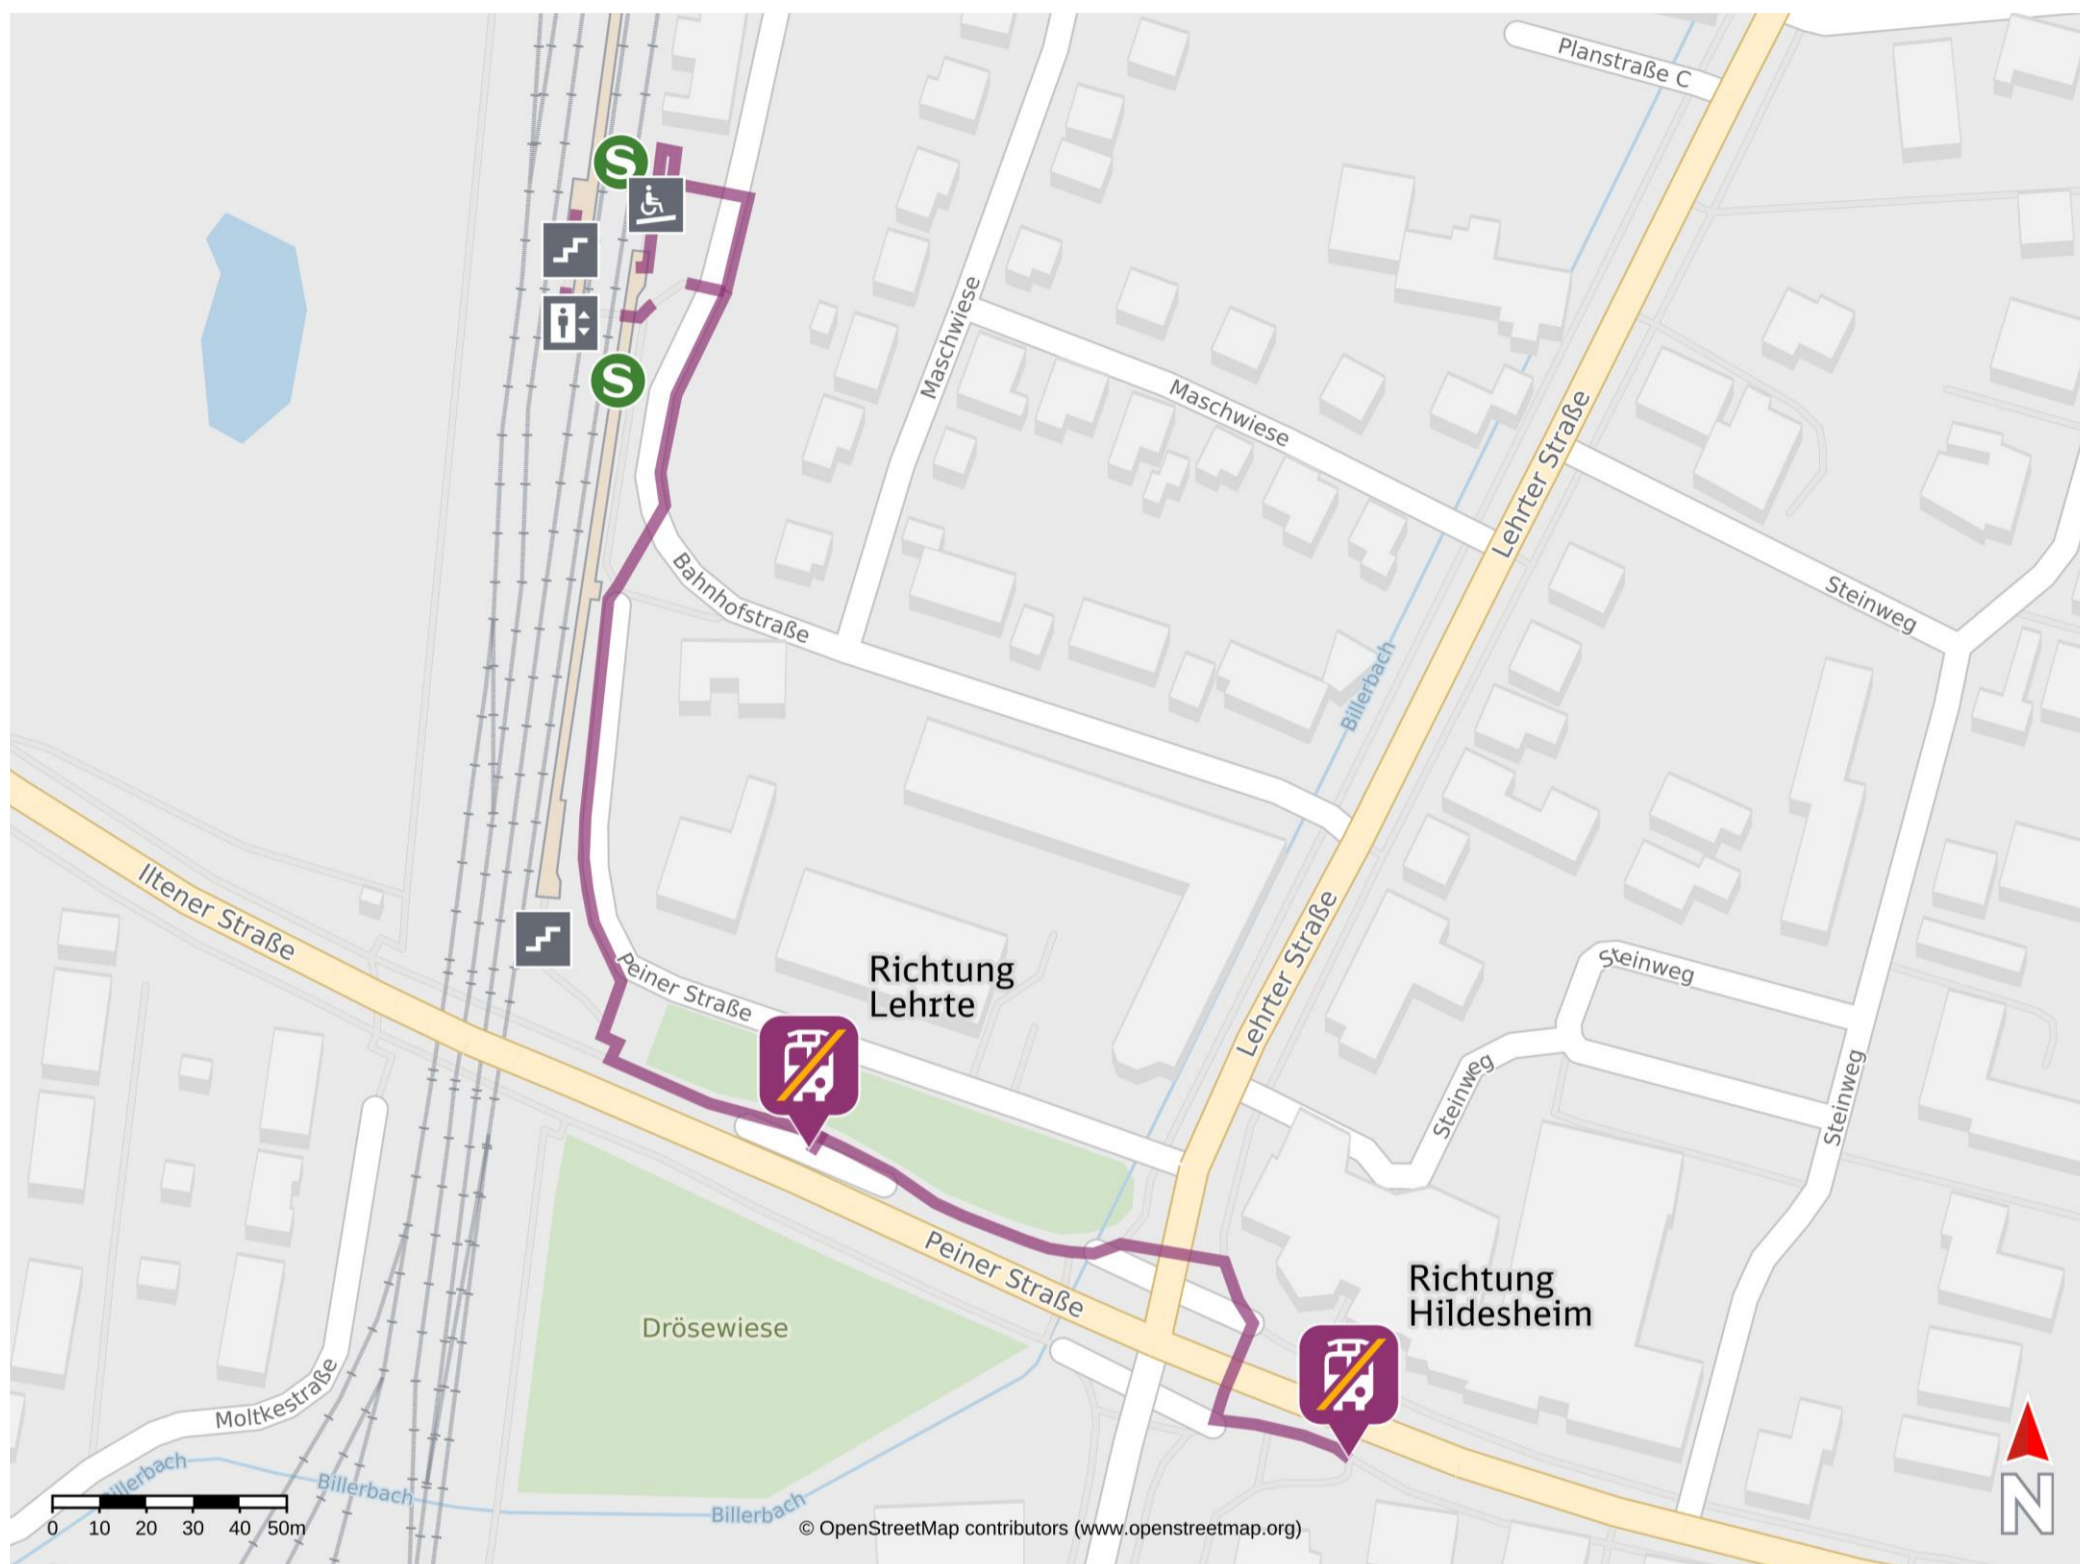 Planstraße C
S
Maschwiese
Maschwiese
S
Lehrter Straße
Bahnhofstraße
Steinweg
Billerbach
Iltener Straße
Peiner Straße
Richtung
Lehrte
Lehrter Straße
Steinweg
Steinweg
Steinweg
Peiner Straße
Richtung
Hildesheim
Drösewiese
Moltkestraße
Billerbach
Billerbach
Billerbach
0 10 20 30 40 50m
© OpenStreetMap contributors (www.openstreetmap.org)
N